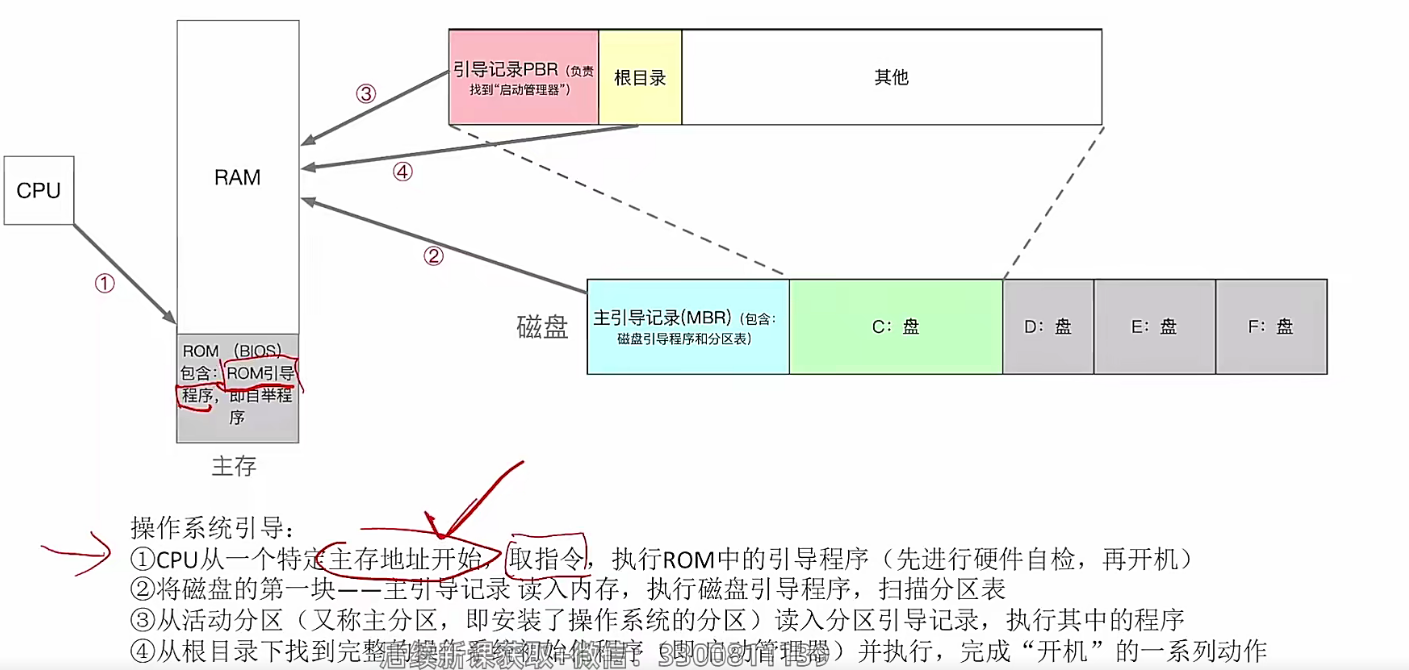 引导记录PBR（负责
找到“启动管理器”）
根目录
其他
③
④
RAM
CPU
①
②
磁盘
主引导记录(MBR)（包含：
磁盘引导程序和分区表）
C：盘
D：盘
E：盘
F：盘
ROM （BIOS）
包含：ROM引导
程序，即自举程
序
主存
操作系统引导：
①CPU从一个特定主存地址开始，取指令，执行ROM中的引导程序（先进行硬件自检，再开机）
②将磁盘的第一块——主引导记录 读入内存，执行磁盘引导程序，扫描分区表
③从活动分区（又称主分区，即安装了操作系统的分区）读入分区引导记录，执行其中的程序
④从根目录下找到完整的操作系统初始化程序（即启动管理器）并执行，完成“开机”的一系列动作